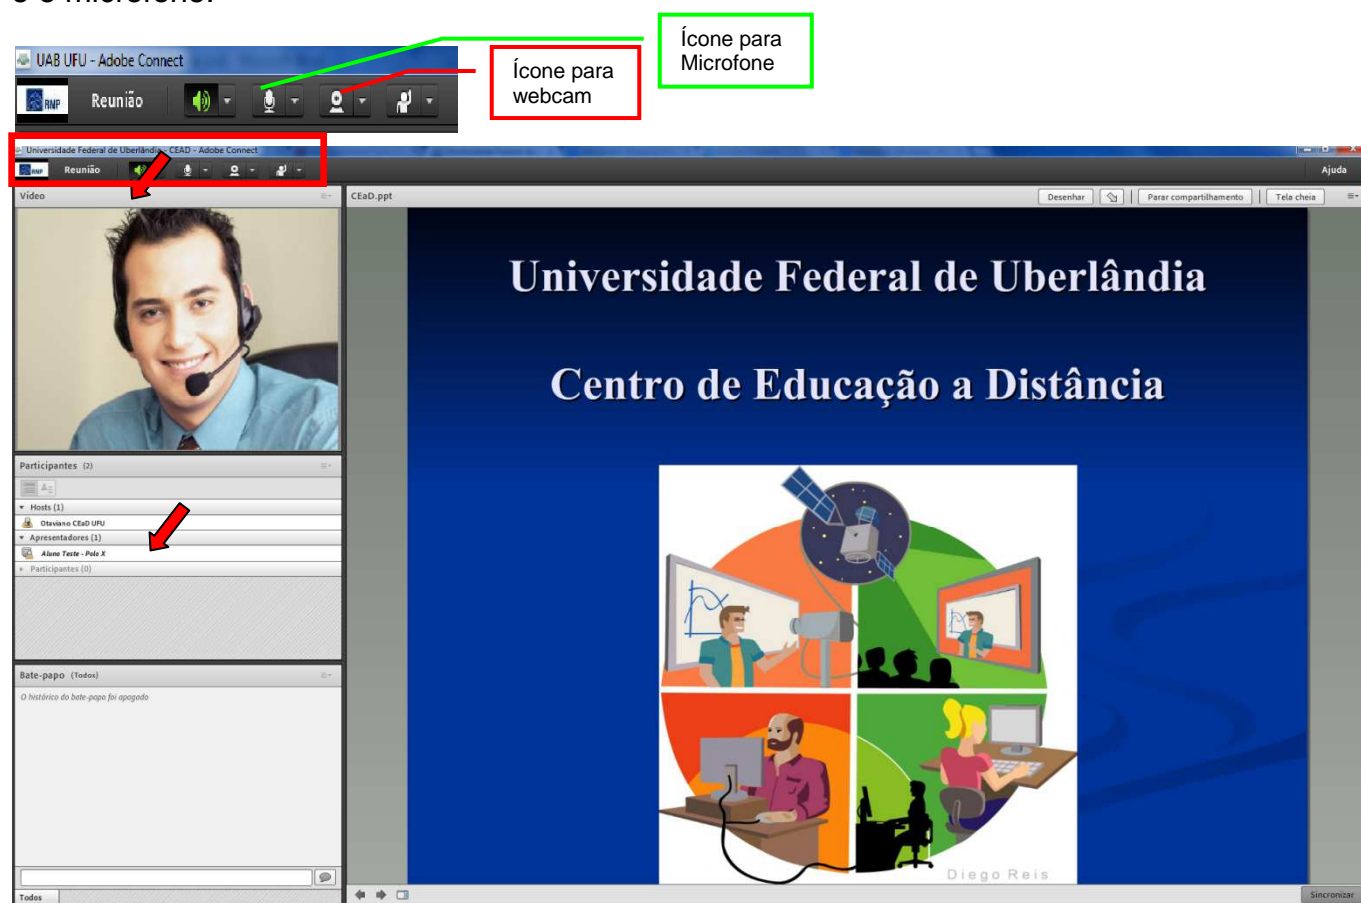 e o microfone.
Ícone para
Microfone
Ícone para
webcam
UAB UFU - Adobe Connect
RNP
Reunião
Universidade Federal de Uberlândia - CEAD - Adobe Connect
RNP
Reunião
Ajuda
Vídeo
CEaD.ppt
Desenhar
Parar compartilhamento
Tela cheia
Universidade Federal de Uberlândia
Centro de Educação a Distância
Participantes (2)
Hosts (1)
Otaviano CEaD UFU
Apresentadores (1)
Aluno Teste - Polo X
Participantes (0)
Bate-papo (Todos)
O histórico do bate-papo foi apagado
Diego Reis
Todos
Sincronizar